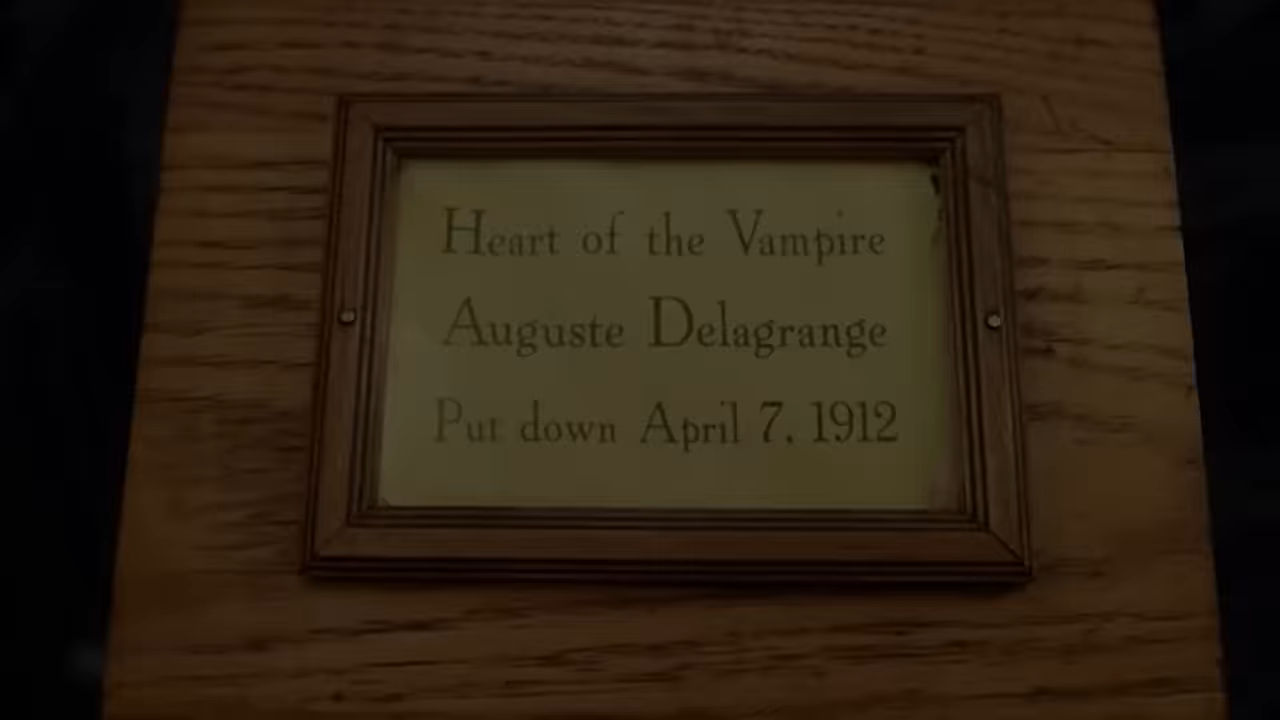 Heart of the Vampire
Auguste Delagrange
Put down April 7, 1912